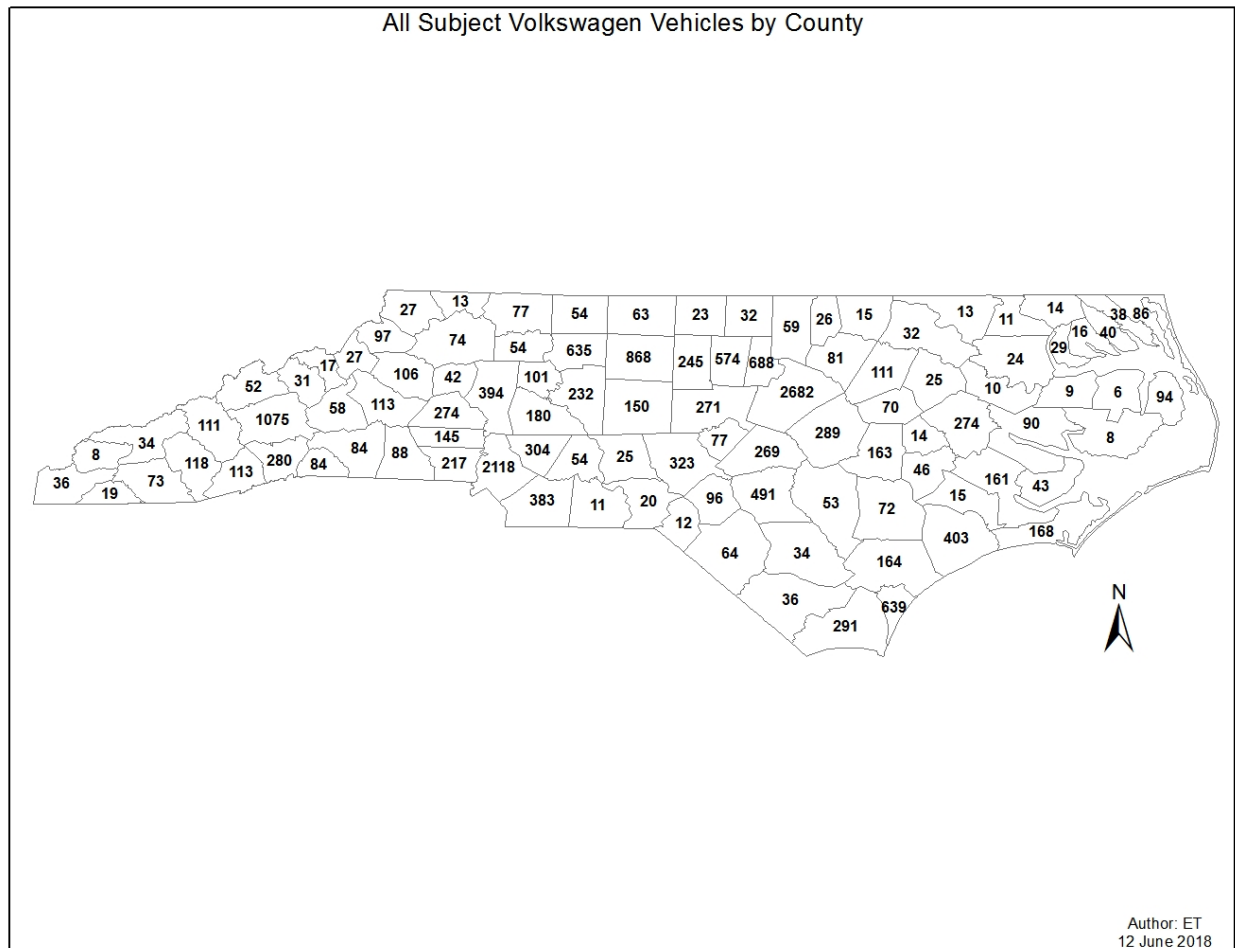 All Subject Volkswagen Vehicles by County
27 13 77 54 63 23 32 59 26 15 32 13 11 14 38 86
97 74 54 635 868 245 574 688 81 24 29 16 40
52 31 17 27 106 42 394 101 232 150 271 2682 111 25 10 9 6 94
111 1075 58 113 274 180 70 274 90 8
8 34 118 113 280 84 84 88 145 304 54 25 323 77 269 289 163 14
36 19 73 217 2118 46 161 43
383 11 20 12 96 491 53 72 15 403 168
64 34 164
36 291 639
N
Author: ET
12 June 2018